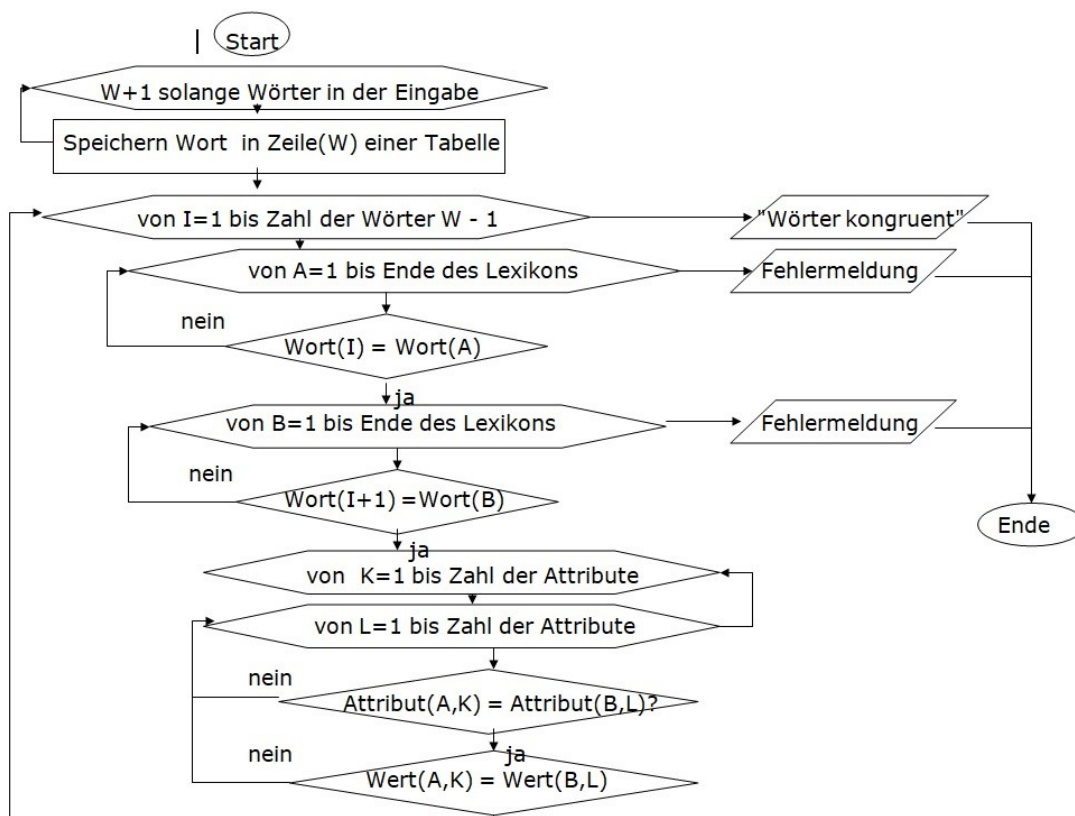 Start
W+1 solange Wörter in der Eingabe
Speichern Wort in Zeile(W) einer Tabelle
von I=1 bis Zahl der Wörter W - 1
"Wörter kongruent"
von A=1 bis Ende des Lexikons
Fehlermeldung
nein
Wort(I) = Wort(A)
ja
von B=1 bis Ende des Lexikons
Fehlermeldung
nein
Wort(I+1) =Wort(B)
Ende
ja
von K=1 bis Zahl der Attribute
von L=1 bis Zahl der Attribute
nein
Attribut(A,K) = Attribut(B,L)?
nein
ja
Wert(A,K) = Wert(B,L)